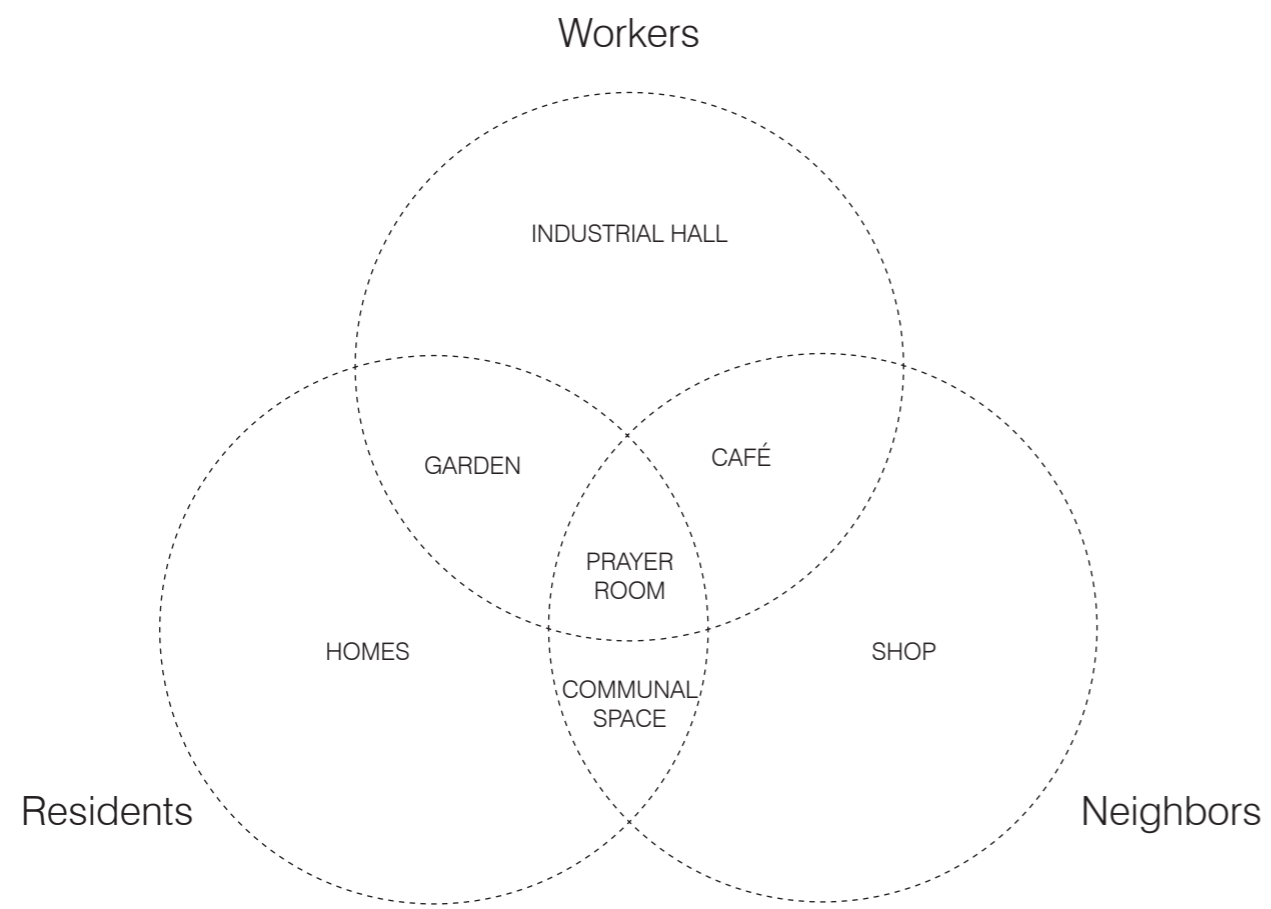 Workers
INDUSTRIAL HALL
GARDEN
CAFÉ
PRAYER
ROOM
HOMES
SHOP
COMMUNAL
SPACE
Residents
Neighbors